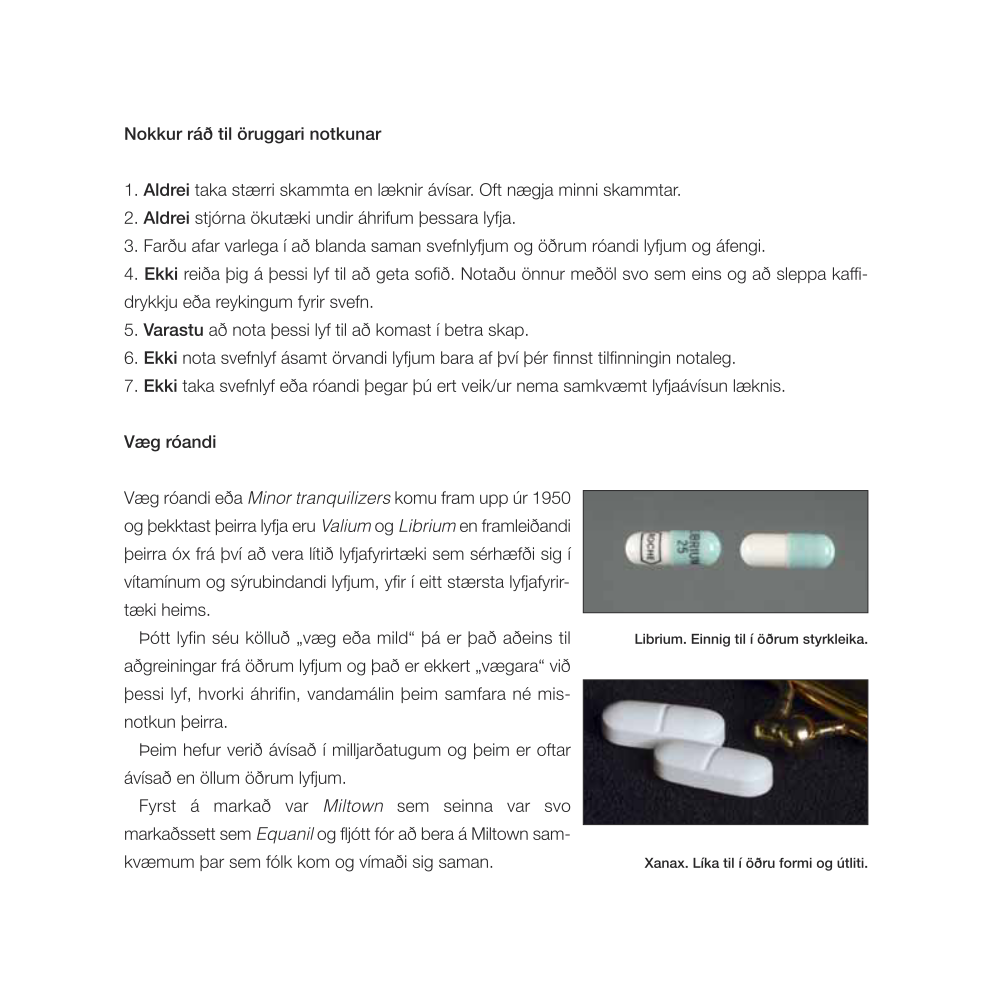 Nokkur ráð til öruggari notkunar
1. Aldrei taka stærri skammta en læknir ávísar. Oft nægja minni skammtar.
2. Aldrei stjórna ökutæki undir áhrifum þessara lyfja.
3. Farðu afar varlega í að blanda saman svefnlyfjum og öðrum róandi lyfjum og áfengi.
4. Ekki reiða þig á þessi lyf til að geta sofið. Notaðu önnur meðöl svo sem eins og að sleppa kaffi-
drykkju eða reykingum fyrir svefn.
5. Varastu að nota þessi lyf til að komast í betra skap.
6. Ekki nota svefnlyf ásamt örvandi lyfjum bara af því þér finnst tilfinningin notaleg.
7. Ekki taka svefnlyf eða róandi þegar þú ert veik/ur nema samkvæmt lyfjaávísun læknis.
Væg róandi
Væg róandi eða Minor tranquilizers komu fram upp úr 1950
og þekktast þeirra lyfja eru Valium og Librium en framleiðandi
þeirra óx frá því að vera lítið lyfjafyrirtæki sem sérhæfði sig í
vítamínum og sýrubindandi lyfjum, yfir í eitt stærsta lyfjafyrir-
tæki heims.
Þótt lyfin séu kölluð „væg eða mild“ þá er það aðeins til
aðgreiningar frá öðrum lyfjum og það er ekkert „vægara“ við
þessi lyf, hvorki áhrifin, vandamálin þeim samfara né mis-
notkun þeirra.
Þeim hefur verið ávísað í milljarðatugum og þeim er oftar
ávísað en öllum öðrum lyfjum.
Fyrst á markað var Miltown sem seinna var svo
markaðssett sem Equanil og fljótt fór að bera á Miltown sam-
kvæmum þar sem fólk kom og vímaði sig saman.
ROCHE
LIBRIUM
25
Librium. Einnig til í öðrum styrkleika.
Xanax. Líka til í öðru formi og útliti.